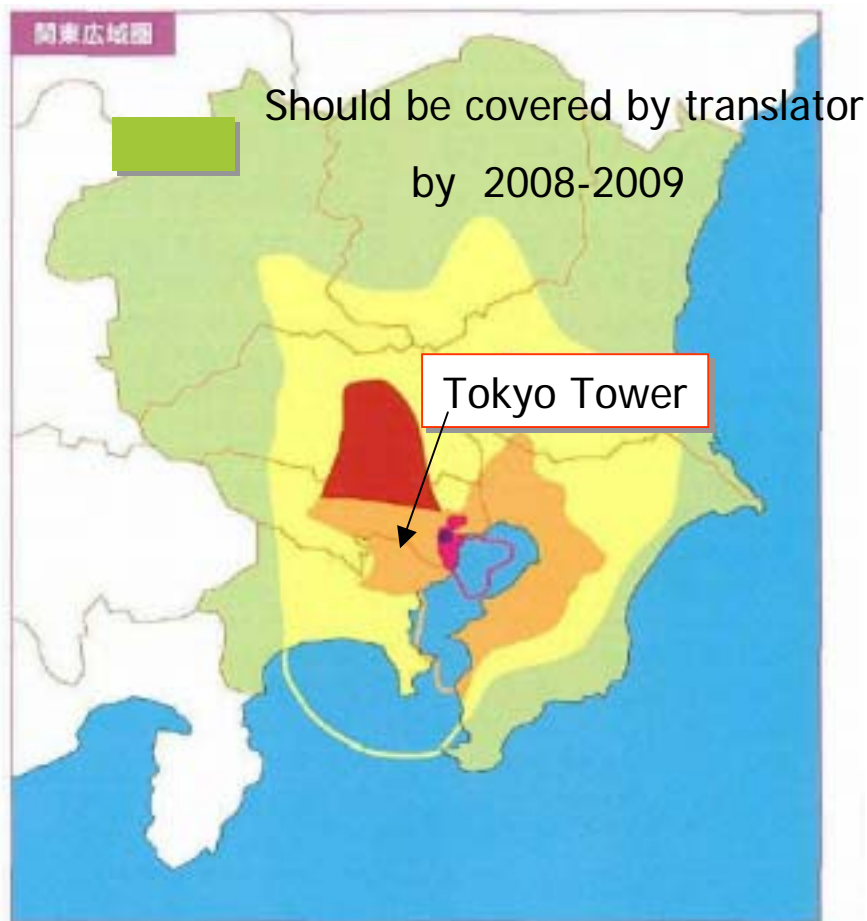 関東広域圏
Should be covered by translator
by 2008-2009
Tokyo Tower